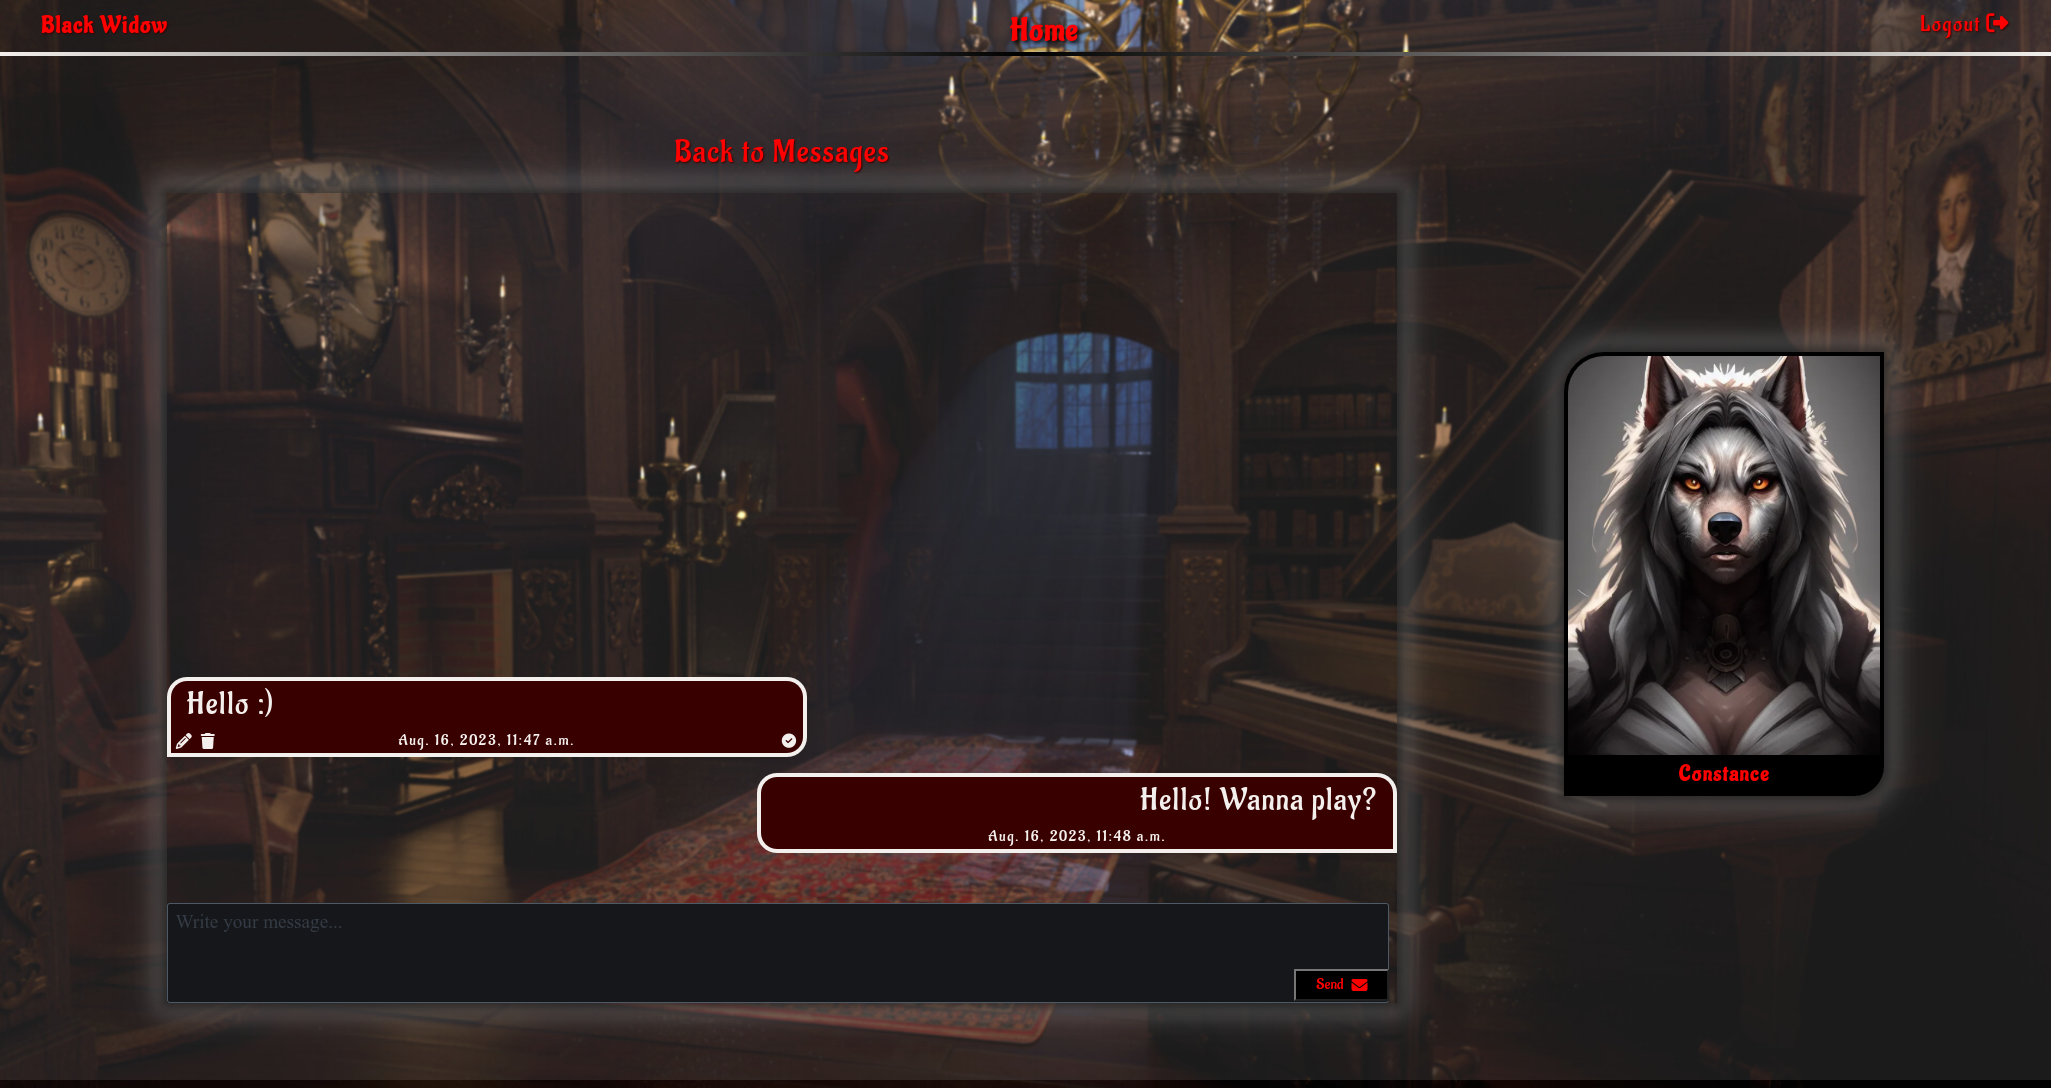 Black Widow
Home
Logout
Back to Messages
Hello :)
Aug. 16, 2023, 11:47 a.m.
Hello! Wanna play?
Aug. 16, 2023, 11:48 a.m.
Constance
Write your message...
Send